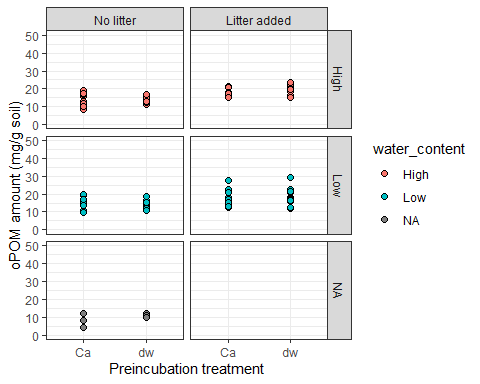 No litter
Litter added
50
40
30
20
10
0
High
50
40
30
20
10
0
Low
50
40
30
20
10
0
NA
oPOM amount (mg/g soil)
Ca
dw
Ca
dw
Preincubation treatment
water_content
High
Low
NA